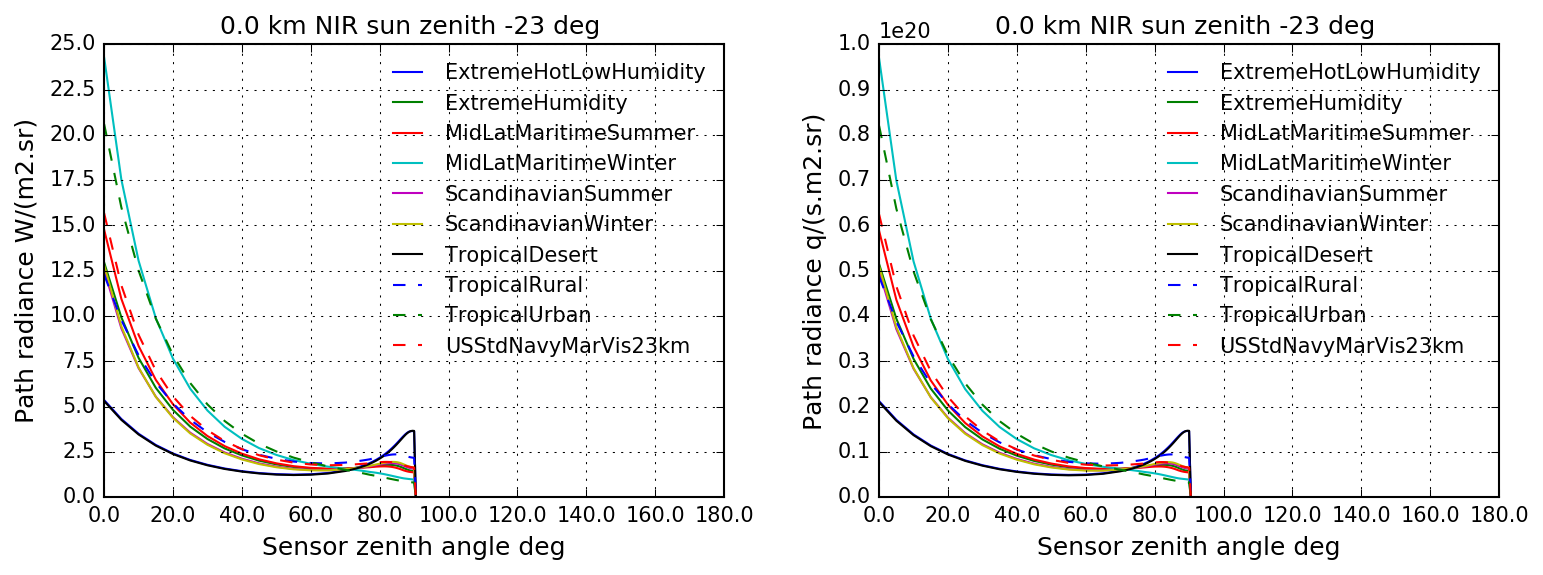 0.0 km NIR sun zenith -23 deg
25.0
22.5
20.0
17.5
15.0
12.5
10.0
7.5
5.0
2.5
0.0
Path radiance W/(m2.sr)
ExtremeHotLowHumidity
ExtremeHumidity
MidLatMaritimeSummer
MidLatMaritimeWinter
ScandinavianSummer
ScandinavianWinter
TropicalDesert
TropicalRural
TropicalUrban
USStdNavyMarVis23km
0.0 20.0 40.0 60.0 80.0 100.0 120.0 140.0 160.0 180.0
Sensor zenith angle deg
0.0 km NIR sun zenith -23 deg
1e20
1.0
0.9
0.8
0.7
0.6
0.5
0.4
0.3
0.2
0.1
0.0
Path radiance q/(s.m2.sr)
ExtremeHotLowHumidity
ExtremeHumidity
MidLatMaritimeSummer
MidLatMaritimeWinter
ScandinavianSummer
ScandinavianWinter
TropicalDesert
TropicalRural
TropicalUrban
USStdNavyMarVis23km
0.0 20.0 40.0 60.0 80.0 100.0 120.0 140.0 160.0 180.0
Sensor zenith angle deg